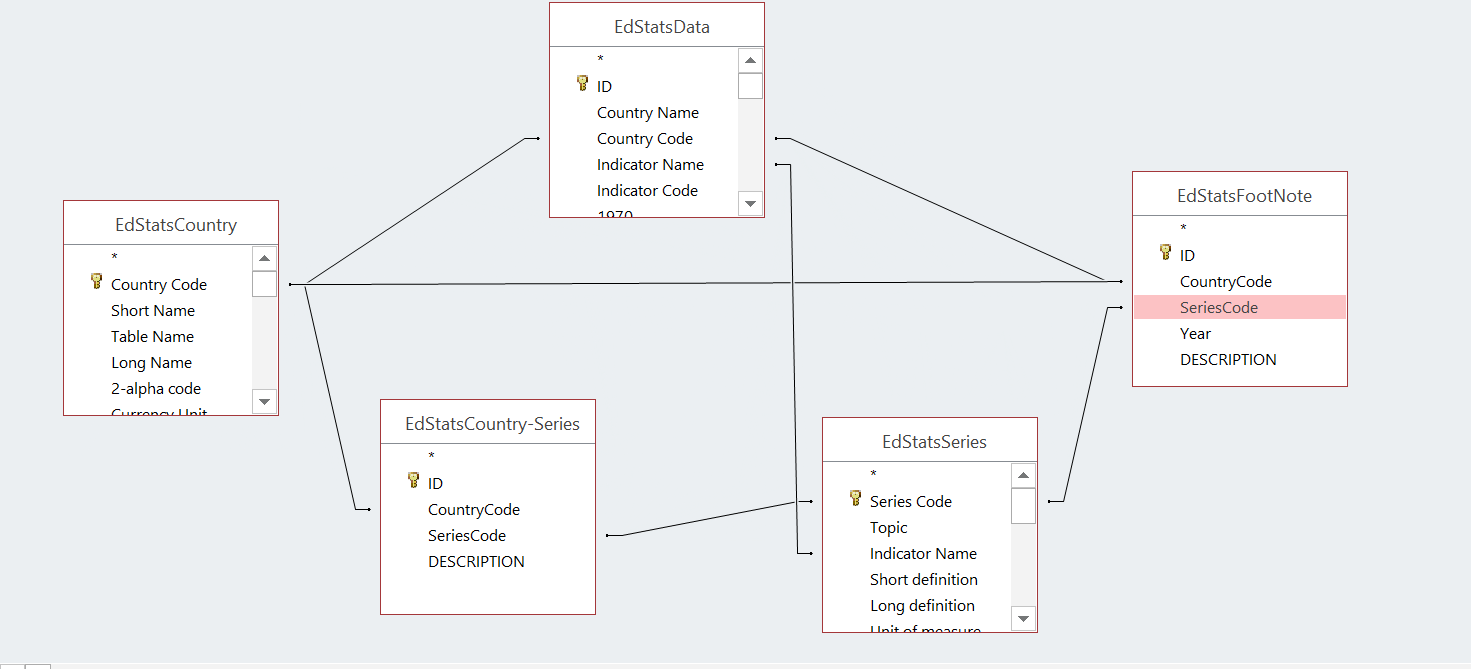 EdStatsData
*
ID
Country Name
Country Code
Indicator Name
Indicator Code
1970
EdStatsCountry
*
Country Code
Short Name
Table Name
Long Name
2-alpha code
Currency Unit
EdStatsFootNote
*
ID
CountryCode
SeriesCode
Year
DESCRIPTION
EdStatsCountry-Series
*
ID
CountryCode
SeriesCode
DESCRIPTION
EdStatsSeries
*
Series Code
Topic
Indicator Name
Short definition
Long definition
Unit of measure